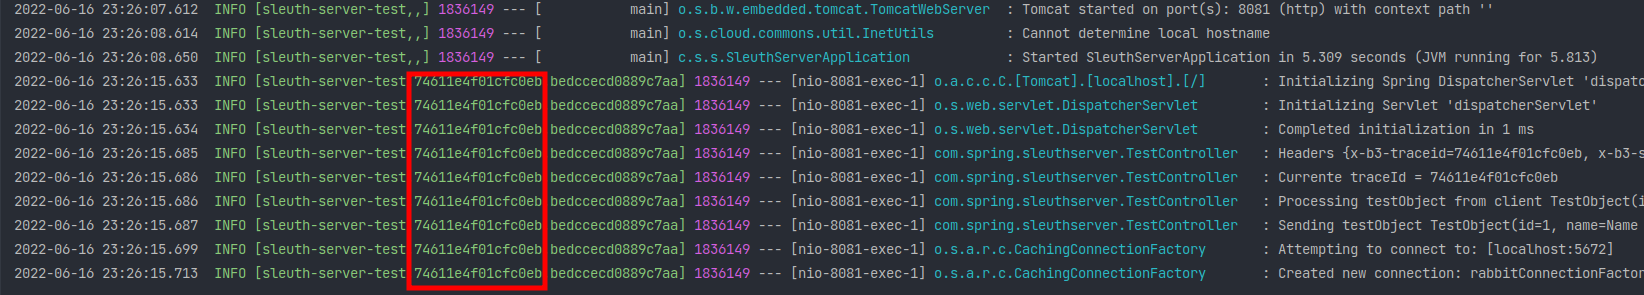 2022-06-16 23:26:07.612  INFO [sleuth-server-test,,] 1836149 --- [           main] o.s.b.w.embedded.tomcat.TomcatWebServer  : Tomcat started on port(s): 8081 (http) with context path ''
2022-06-16 23:26:08.614  INFO [sleuth-server-test,,] 1836149 --- [           main] o.s.cloud.commons.util.InetUtils         : Cannot determine local hostname
2022-06-16 23:26:08.650  INFO [sleuth-server-test,,] 1836149 --- [           main] c.s.s.SleuthServerApplication            : Started SleuthServerApplication in 5.309 seconds (JVM running for 5.813)
2022-06-16 23:26:15.633  INFO [sleuth-server-test 74611e4f01cfc0eb bedccecd0889c7aa] 1836149 --- [nio-8081-exec-1] o.a.c.c.C.[Tomcat].[localhost].[/]       : Initializing Spring DispatcherServlet 'dispatc
2022-06-16 23:26:15.633  INFO [sleuth-server-test 74611e4f01cfc0eb bedccecd0889c7aa] 1836149 --- [nio-8081-exec-1] o.s.web.servlet.DispatcherServlet        : Initializing Servlet 'dispatcherServlet'
2022-06-16 23:26:15.634  INFO [sleuth-server-test 74611e4f01cfc0eb bedccecd0889c7aa] 1836149 --- [nio-8081-exec-1] o.s.web.servlet.DispatcherServlet        : Completed initialization in 1 ms
2022-06-16 23:26:15.685  INFO [sleuth-server-test 74611e4f01cfc0eb bedccecd0889c7aa] 1836149 --- [nio-8081-exec-1] com.spring.sleuthserver.TestController   : Headers {x-b3-traceid=74611e4f01cfc0eb, x-b3-s
2022-06-16 23:26:15.686  INFO [sleuth-server-test 74611e4f01cfc0eb bedccecd0889c7aa] 1836149 --- [nio-8081-exec-1] com.spring.sleuthserver.TestController   : Currente traceId = 74611e4f01cfc0eb
2022-06-16 23:26:15.686  INFO [sleuth-server-test 74611e4f01cfc0eb bedccecd0889c7aa] 1836149 --- [nio-8081-exec-1] com.spring.sleuthserver.TestController   : Processing testObject from client TestObject(i
2022-06-16 23:26:15.687  INFO [sleuth-server-test 74611e4f01cfc0eb bedccecd0889c7aa] 1836149 --- [nio-8081-exec-1] com.spring.sleuthserver.TestController   : Sending testObject TestObject(id=1, name=Name
2022-06-16 23:26:15.699  INFO [sleuth-server-test 74611e4f01cfc0eb bedccecd0889c7aa] 1836149 --- [nio-8081-exec-1] o.s.a.r.c.CachingConnectionFactory       : Attempting to connect to: [localhost:5672]
2022-06-16 23:26:15.713  INFO [sleuth-server-test 74611e4f01cfc0eb bedccecd0889c7aa] 1836149 --- [nio-8081-exec-1] o.s.a.r.c.CachingConnectionFactory       : Created new connection: rabbitConnectionFactor